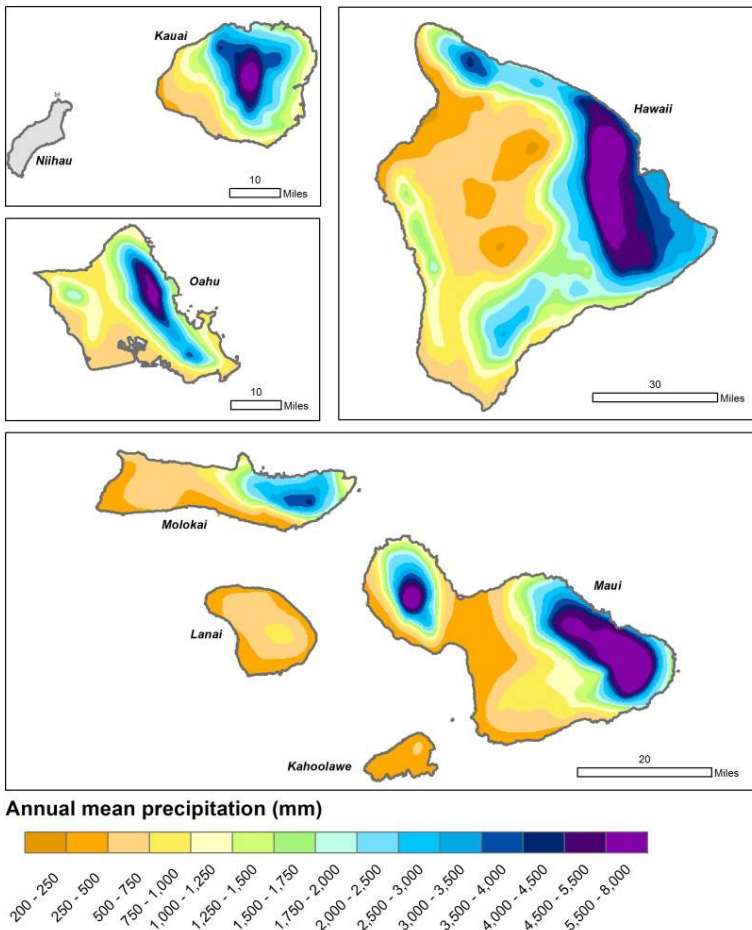 Kauai
Niihau
10
Miles
Hawaii
30
Miles
Oahu
10
Miles
Molokai
Maui
Lanai
Kahoolawe
20
Miles
Annual mean precipitation (mm)
200 - 250
250 - 500
500 - 750
750 - 1,000
1,000 - 1,250
1,250 - 1,500
1,500 - 1,750
1,750 - 2,000
2,000 - 2,500
2,500 - 3,000
3,000 - 3,500
3,500 - 4,000
4,000 - 4,500
4,500 - 5,500
5,500 - 8,000